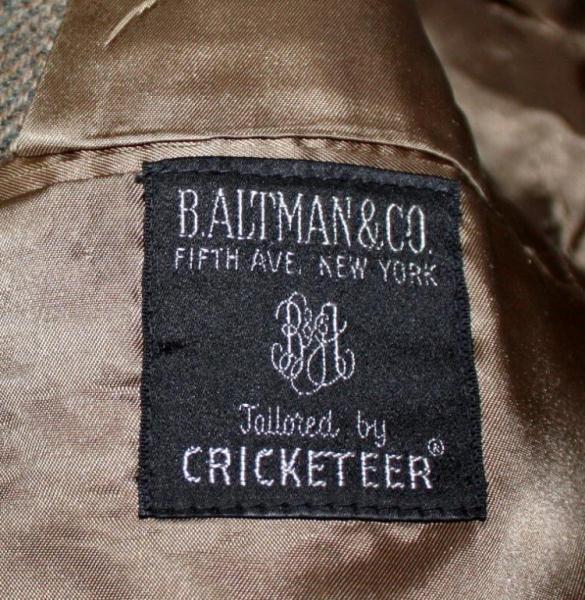 B.ALTMAN&CO.
FIFTH AVE. NEW YORK
B&A
Tailored by
CRICKETEER®